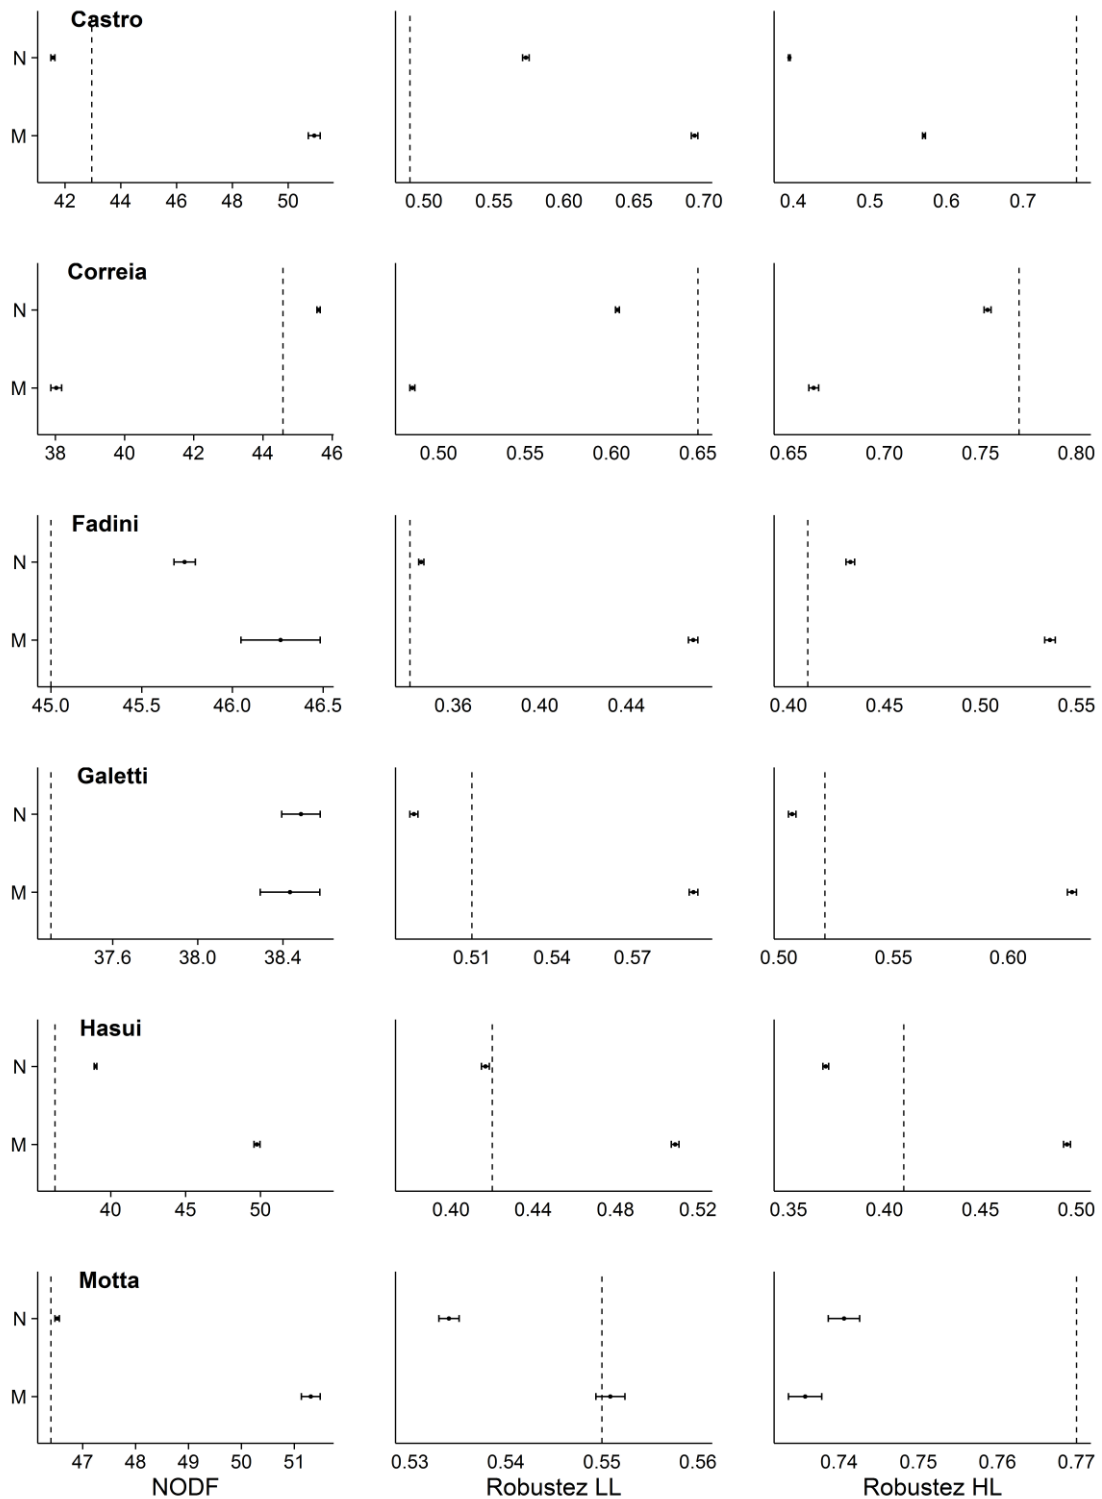 Castro
N
M
42 44 46 48 50
0.50 0.55 0.60 0.65 0.70
0.4 0.5 0.6 0.7
Correia
N
M
38 40 42 44 46
0.50 0.55 0.60 0.65
0.65 0.70 0.75 0.80
Fadini
N
M
45.0 45.5 46.0 46.5
0.36 0.40 0.44
0.40 0.45 0.50 0.55
Galetti
N
M
37.6 38.0 38.4
0.51 0.54 0.57
0.50 0.55 0.60
Hasui
N
M
40 45 50
0.40 0.44 0.48 0.52
0.35 0.40 0.45 0.50
Motta
N
M
47 48 49 50 51
0.53 0.54 0.55 0.56
0.74 0.75 0.76 0.77
NODF
Robustez LL
Robustez HL